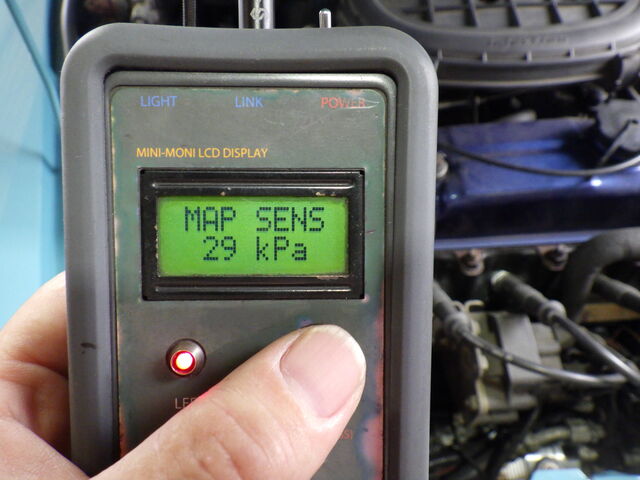 LIGHT LINK POWER
MINI-MONI LCD DISPLAY
MAP SENS
29 kPa